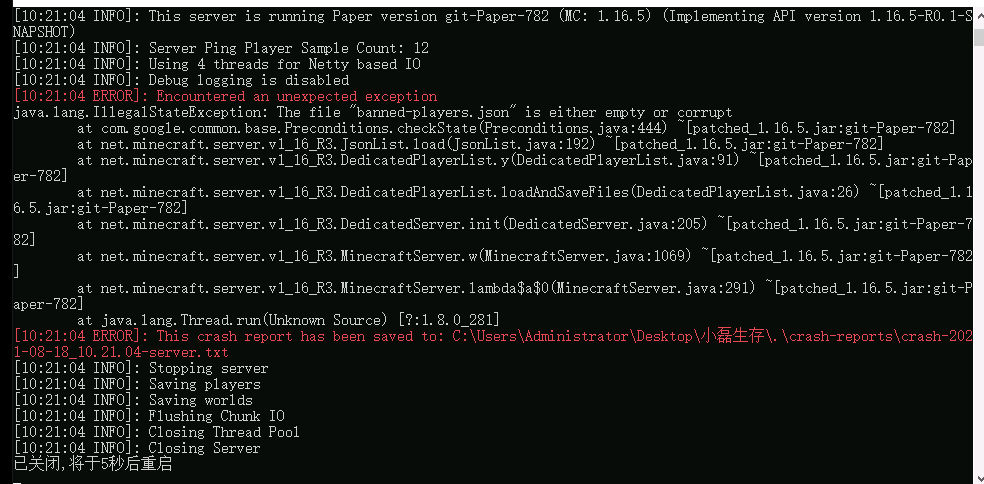 [10:21:04 INFO]: This server is running Paper version git-Paper-782 (MC: 1.16.5) (Implementing API version 1.16.5-R0.1-S
NAPSHOT)
[10:21:04 INFO]: Server Ping Player Sample Count: 12
[10:21:04 INFO]: Using 4 threads for Netty based IO
[10:21:04 INFO]: Debug logging is disabled
[10:21:04 ERROR]: Encountered an unexpected exception
java.lang.IllegalStateException: The file "banned-players.json" is either empty or corrupt
at com.google.common.base.Preconditions.checkState(Preconditions.java:444) ~[patched_1.16.5.jar:git-Paper-782]
at net.minecraft.server.v1_16_R3.JsonList.load(JsonList.java:192) ~[patched_1.16.5.jar:git-Paper-782]
at net.minecraft.server.v1_16_R3.DedicatedPlayerList.y(DedicatedPlayerList.java:91) ~[patched_1.16.5.jar:git-Pap
er-782]
at net.minecraft.server.v1_16_R3.DedicatedPlayerList.loadAndSaveFiles(DedicatedPlayerList.java:26) ~[patched_1.1
6.5.jar:git-Paper-782]
at net.minecraft.server.v1_16_R3.DedicatedServer.init(DedicatedServer.java:205) ~[patched_1.16.5.jar:git-Paper-7
82]
at net.minecraft.server.v1_16_R3.MinecraftServer.w(MinecraftServer.java:1069) ~[patched_1.16.5.jar:git-Paper-782
]
at net.minecraft.server.v1_16_R3.MinecraftServer.lambda$a$0(MinecraftServer.java:291) ~[patched_1.16.5.jar:git-P
aper-782]
at java.lang.Thread.run(Unknown Source) [?:1.8.0_281]
[10:21:04 ERROR]: This crash report has been saved to: C:\Users\Administrator\Desktop\小磊生存\.\crash-reports\crash-202
1-08-18_10.21.04-server.txt
[10:21:04 INFO]: Stopping server
[10:21:04 INFO]: Saving players
[10:21:04 INFO]: Saving worlds
[10:21:04 INFO]: Flushing Chunk IO
[10:21:04 INFO]: Closing Thread Pool
[10:21:04 INFO]: Closing Server
已关闭,将于5秒后重启